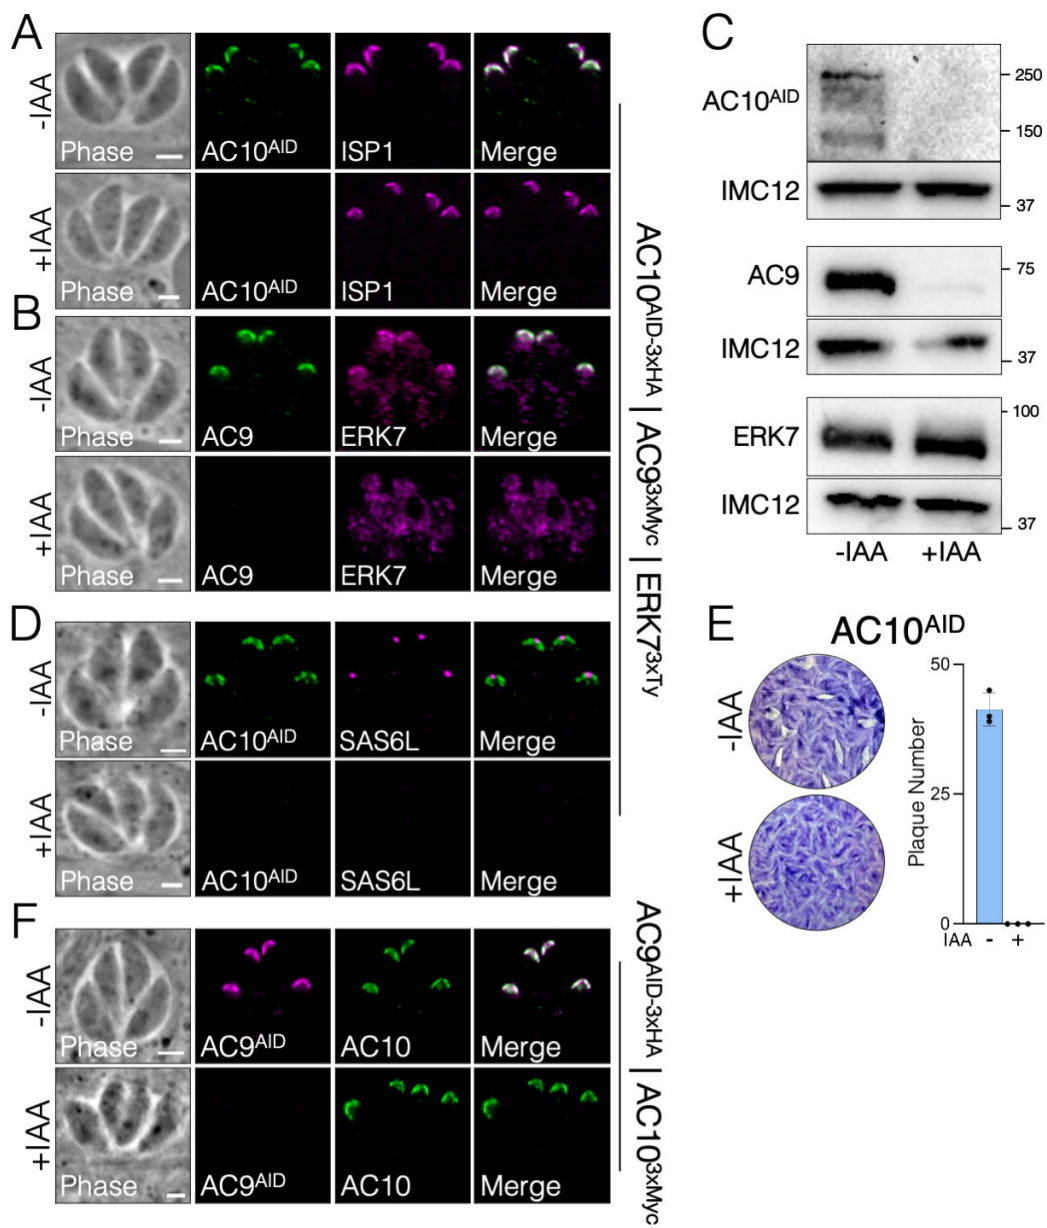 A
-IAA
Phase
AC10AID
ISP1
Merge
+IAA
Phase
AC10AID
ISP1
Merge
B
-IAA
Phase
AC9
ERK7
Merge
+IAA
Phase
AC9
ERK7
Merge
D
-IAA
Phase
AC10AID
SAS6L
Merge
+IAA
Phase
AC10AID
SAS6L
Merge
AC10AID-3xHA | AC93xMyc | ERK73xTy
F
-IAA
Phase
AC9AID
AC10
Merge
+IAA
Phase
AC9AID
AC10
Merge
AC9AID-3xHA | AC103xMyc
C
AC10AID
250
150
IMC12
37
AC9
75
IMC12
37
ERK7
100
IMC12
37
-IAA +IAA
E
AC10AID
-IAA
+IAA
Plaque Number
50
25
0
IAA - +